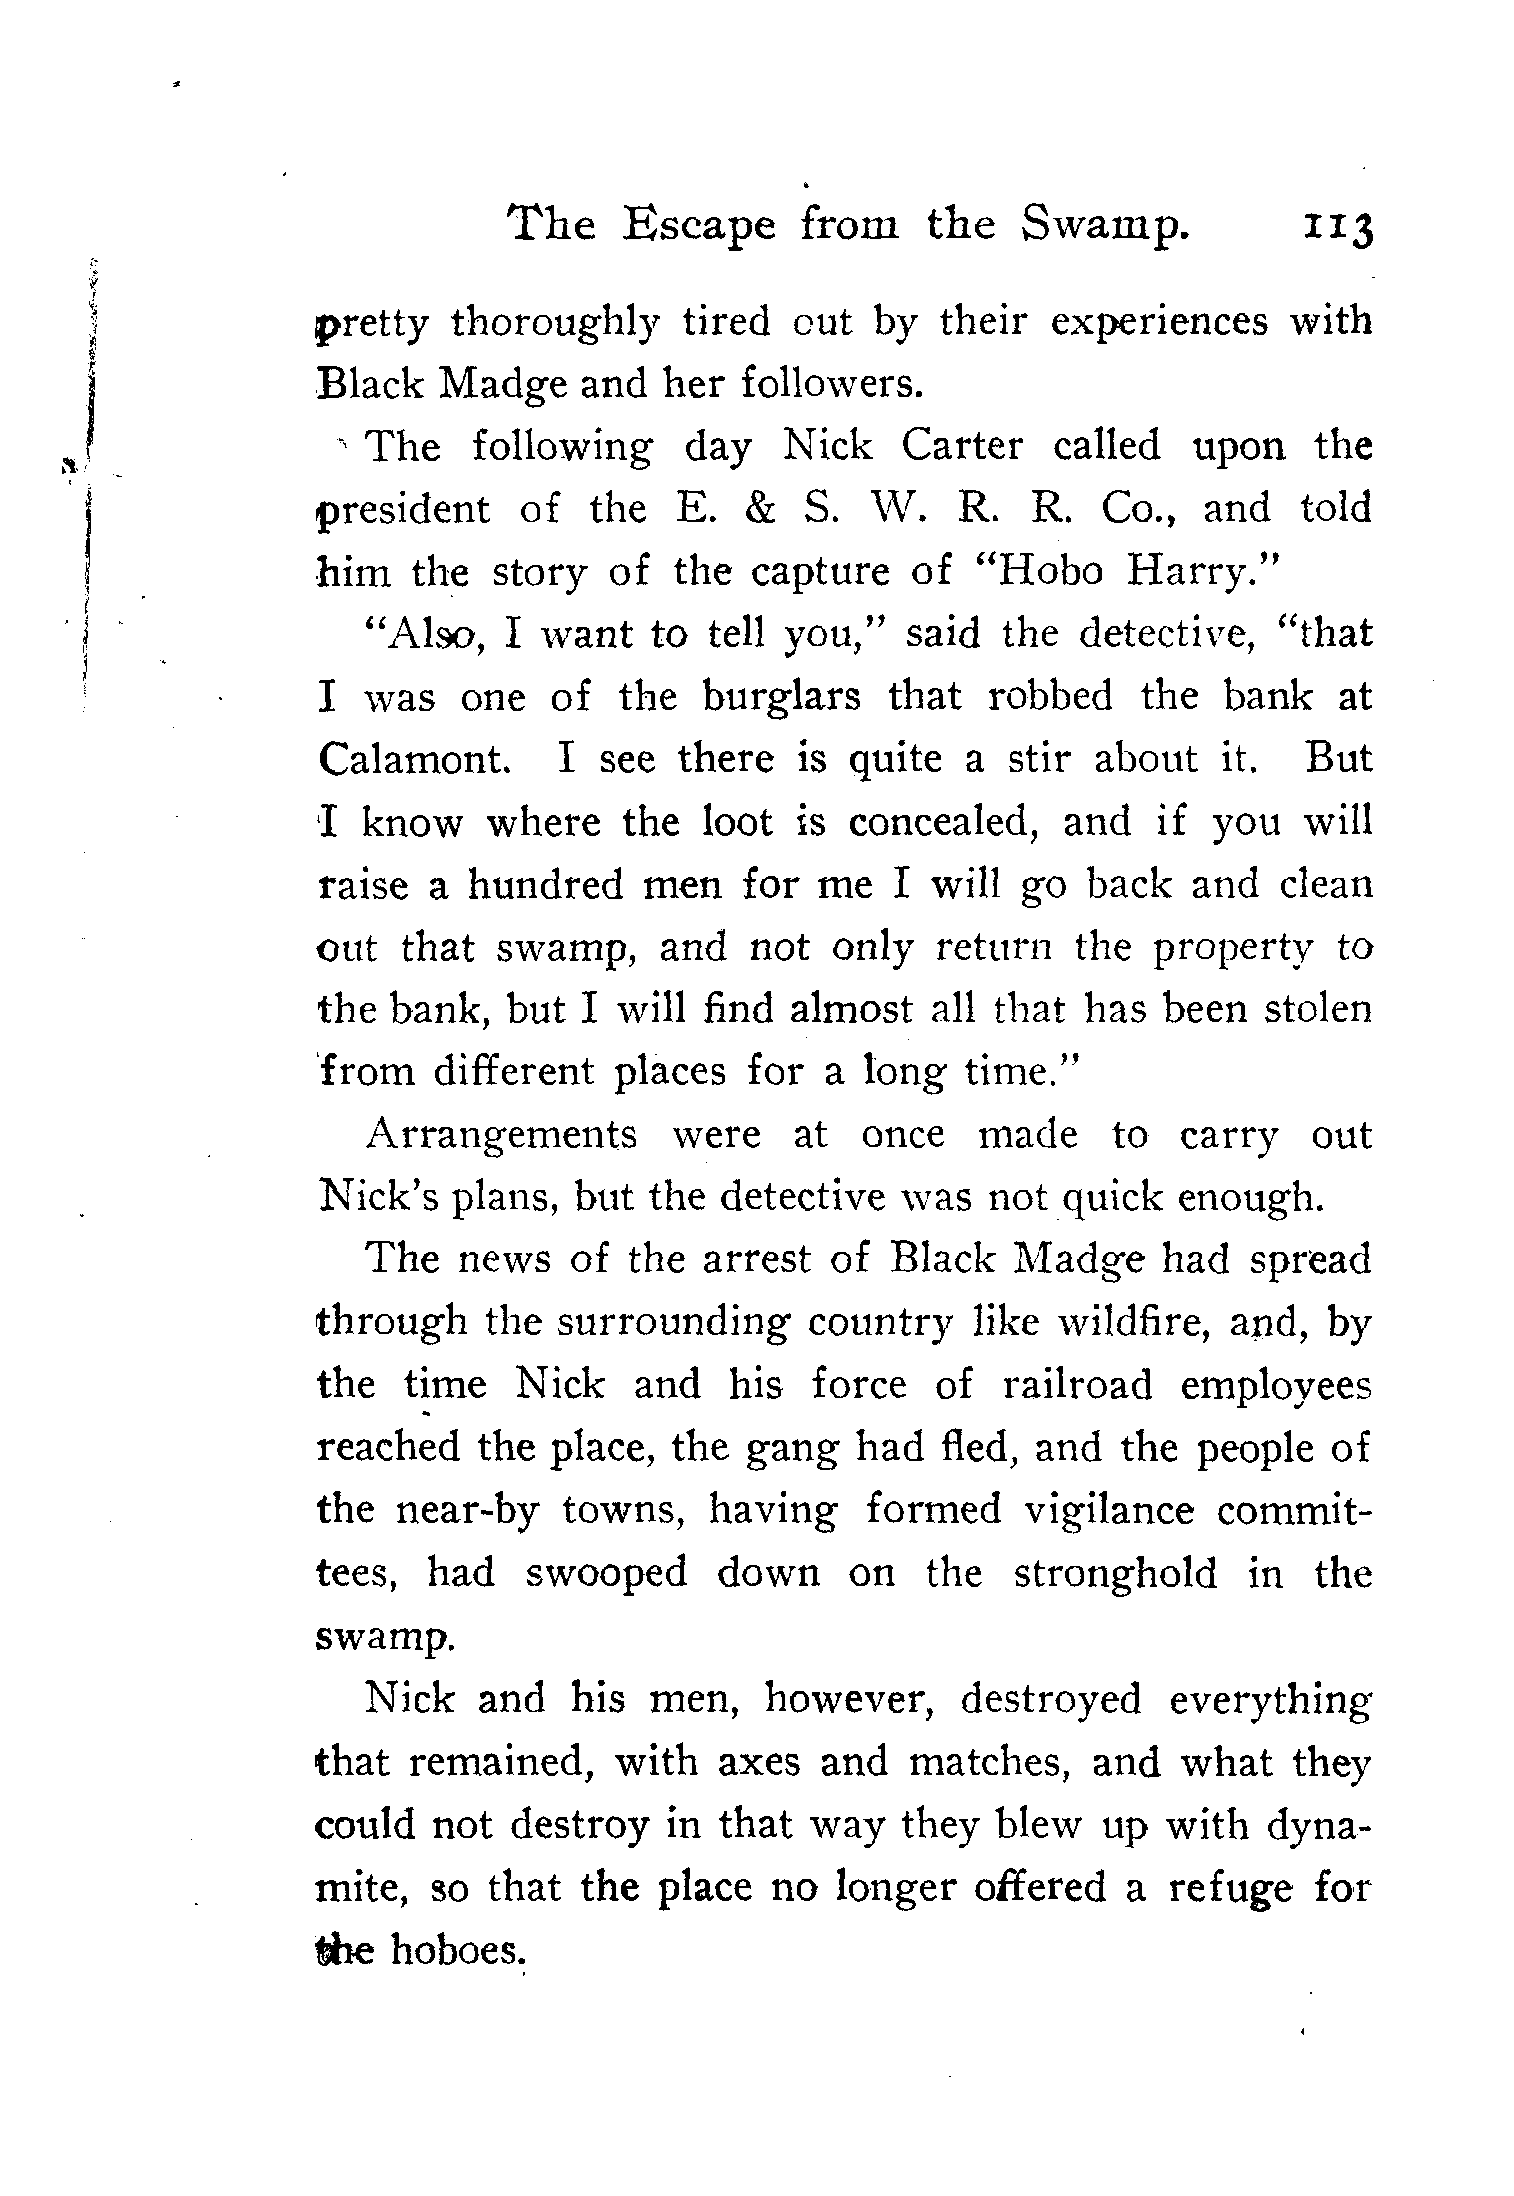 The Escape from the Swamp. 113
pretty thoroughly tired out by their experiences with
Black Madge and her followers.
The following day Nick Carter called upon the
president of the E. & S. W. R. R. Co., and told
him the story of the capture of "Hobo Harry."
"Also, I want to tell you," said the detective, "that
I was one of the burglars that robbed the bank at
Calamont. I see there is quite a stir about it. But
I know where the loot is concealed, and if you will
raise a hundred men for me I will go back and clean
out that swamp, and not only return the property to
the bank, but I will find almost all that has been stolen
from different places for a long time."
Arrangements were at once made to carry out
Nick's plans, but the detective was not quick enough.
The news of the arrest of Black Madge had spread
through the surrounding country like wildfire, and, by
the time Nick and his force of railroad employees
reached the place, the gang had fled, and the people of
the near-by towns, having formed vigilance commit-
tees, had swooped down on the stronghold in the
swamp.
Nick and his men, however, destroyed everything
that remained, with axes and matches, and what they
could not destroy in that way they blew up with dyna-
mite, so that the place no longer offered a refuge for
the hoboes.